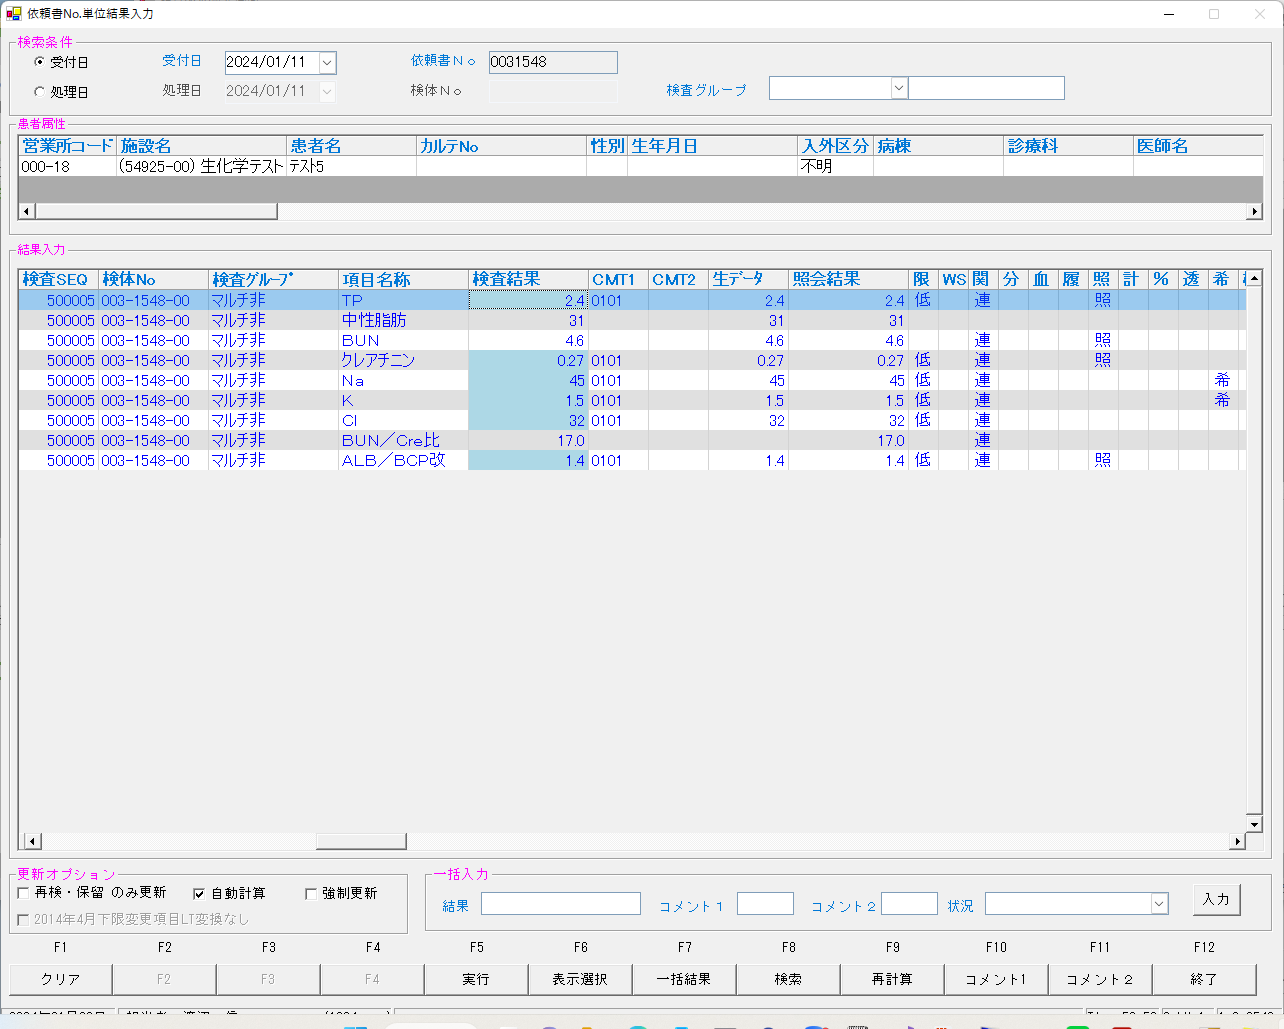 依頼書No.単位結果入力
検索条件
受付日 受付日 2024/01/11 依頼書Ｎｏ 0031548
処理日 処理日 2024/01/11 検体Ｎｏ 検査グループ
患者属性
営業所コード 施設名 患者名 カルテNo 性別 生年月日 入外区分 病棟 診療科 医師名
000-18 (54925-00) 生化学テスト テスト5 不明
結果入力
検査SEQ 検体No 検査グループ 項目名称 検査結果 CMT1 CMT2 生データ 照会結果 限 WS 関 分 血 履 照 計 % 透 希
500005 003-1548-00 マルチ非 ＴＰ 2.4 0101 2.4 2.4 低 連 照
500005 003-1548-00 マルチ非 中性脂肪 31 31 31
500005 003-1548-00 マルチ非 ＢＵＮ 4.6 4.6 4.6 連 照
500005 003-1548-00 マルチ非 クレアチニン 0.27 0101 0.27 0.27 低 連 照
500005 003-1548-00 マルチ非 Ｎａ 45 0101 45 45 低 連 希
500005 003-1548-00 マルチ非 Ｋ 1.5 0101 1.5 1.5 低 連 希
500005 003-1548-00 マルチ非 Ｃｌ 32 0101 32 32 低 連
500005 003-1548-00 マルチ非 ＢＵＮ／Ｃｒｅ比 17.0 17.0 連
500005 003-1548-00 マルチ非 ＡＬＢ／ＢＣＰ改 1.4 0101 1.4 1.4 低 連 照
更新オプション 一括入力
再検・保留 のみ更新 自動計算 強制更新
結果 コメント１ コメント２ 状況 入力
2014年4月下限変更項目LT変換なし
F1 F2 F3 F4 F5 F6 F7 F8 F9 F10 F11 F12
クリア F2 F3 F4 実行 表示選択 一括結果 検索 再計算 コメント1 コメント２ 終了